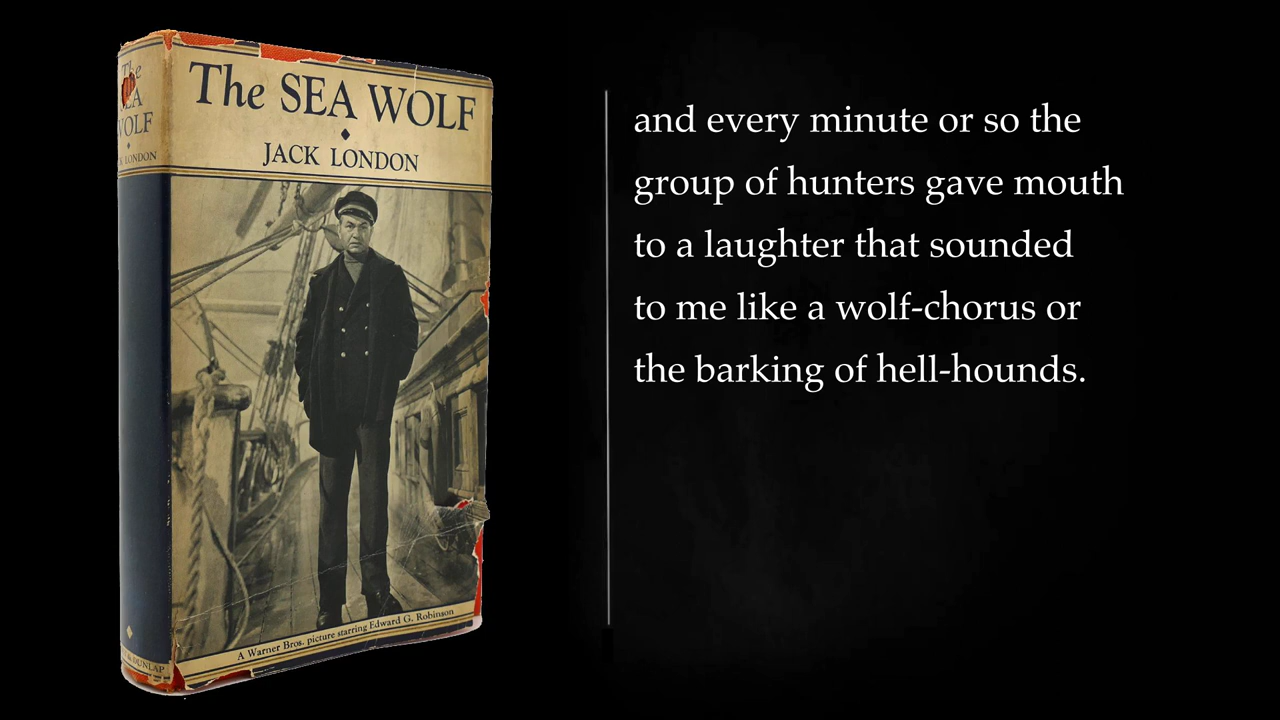 The SEA WOLF
JACK LONDON
A Warner Bros. picture starring Edward G. Robinson
The
WOLF
LONDON
DUNLAP
and every minute or so the
group of hunters gave mouth
to a laughter that sounded
to me like a wolf-chorus or
the barking of hell-hounds.